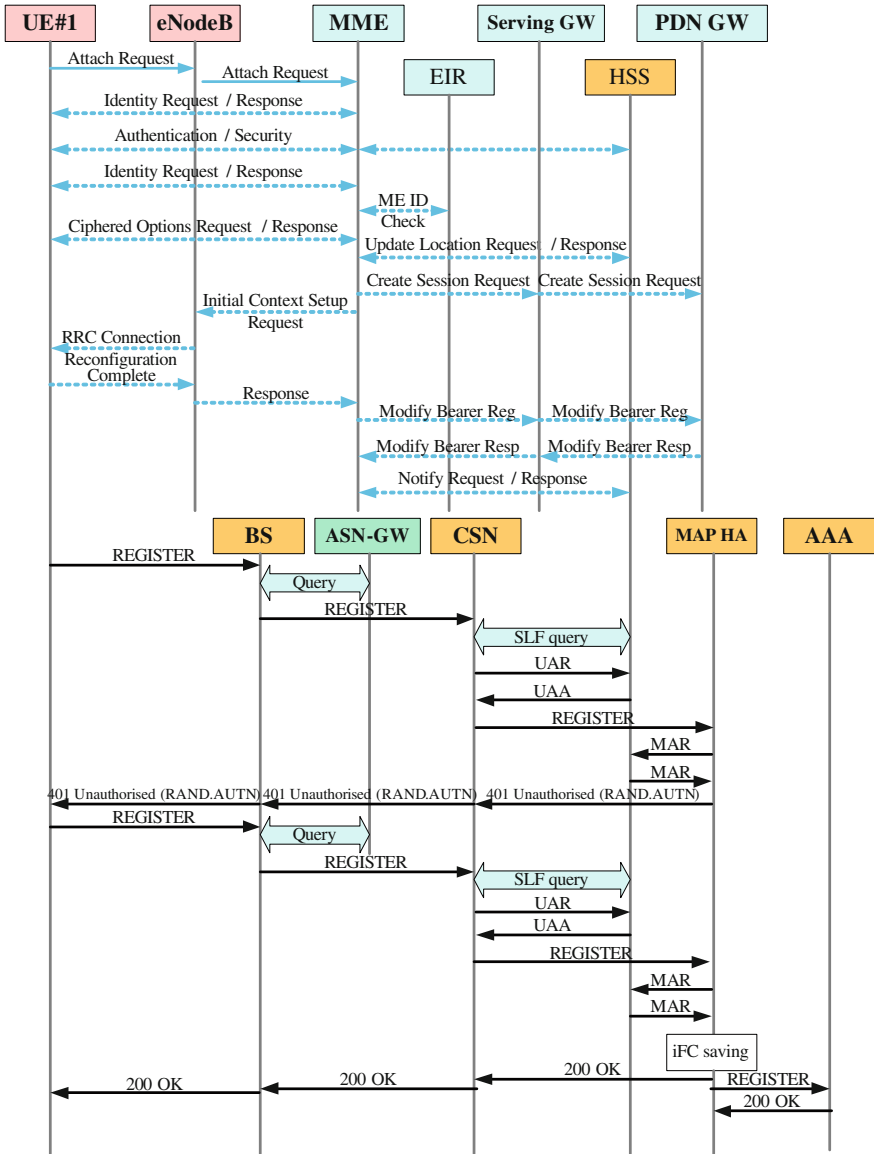 UE#1 eNodeB MME Serving GW PDN GW
Attach Request
Attach Request
EIR HSS
Identity Request / Response
Authentication / Security
Identity Request / Response
ME ID
Check
Ciphered Options Request / Response
Update Location Request / Response
Create Session Request Create Session Request
Initial Context Setup
Request
RRC Connection
Reconfiguration
Complete
Response
Modify Bearer Reg Modify Bearer Reg
Modify Bearer Resp Modify Bearer Resp
Notify Request / Response
BS ASN-GW CSN MAP HA AAA
REGISTER
Query
REGISTER
SLF query
UAR
UAA
REGISTER
MAR
MAR
401 Unauthorised (RAND.AUTN) 401 Unauthorised (RAND.AUTN) 401 Unauthorised (RAND.AUTN)
REGISTER
Query
REGISTER
SLF query
UAR
UAA
REGISTER
MAR
MAR
iFC saving
200 OK 200 OK 200 OK REGISTER
200 OK